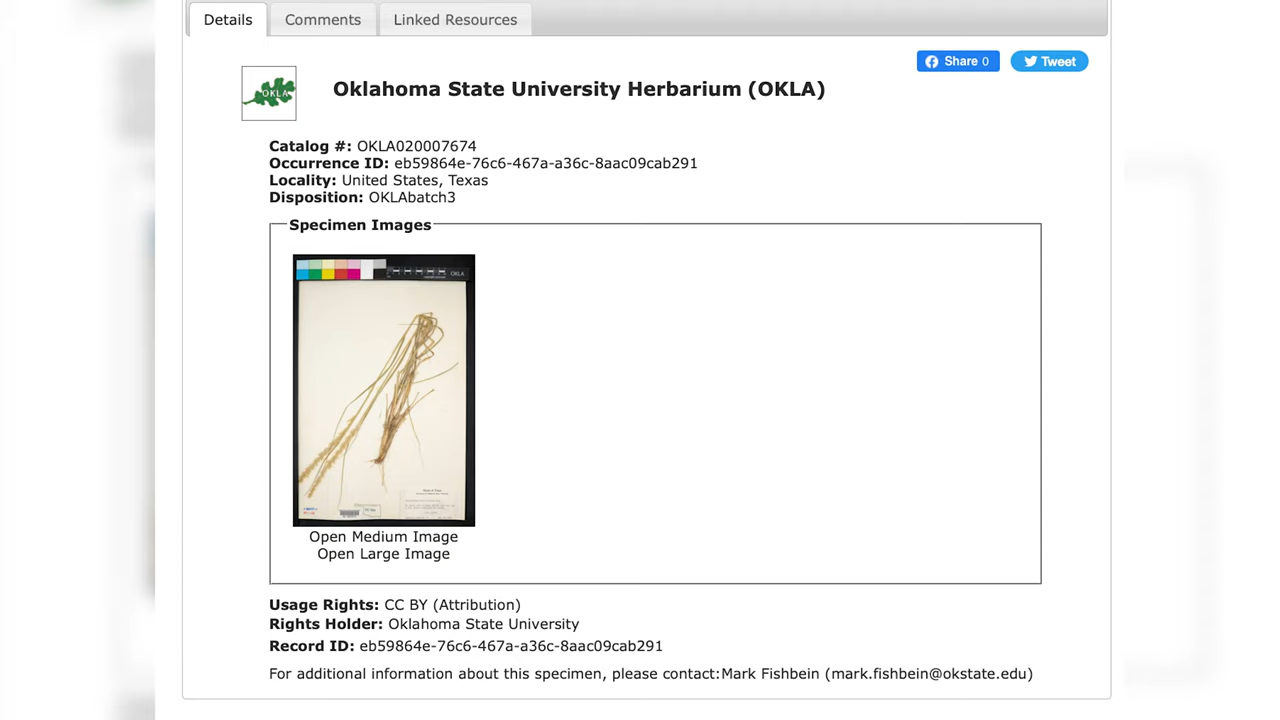 Details Comments Linked Resources
Share 0 Tweet
OKLA
Oklahoma State University Herbarium (OKLA)
Catalog #: OKLA020007674
Occurrence ID: eb59864e-76c6-467a-a36c-8aac09cab291
Locality: United States, Texas
Disposition: OKLAbatch3
Specimen Images
OKLA
Open Medium Image
Open Large Image
Usage Rights: CC BY (Attribution)
Rights Holder: Oklahoma State University
Record ID: eb59864e-76c6-467a-a36c-8aac09cab291
For additional information about this specimen, please contact:Mark Fishbein (mark.fishbein@okstate.edu)